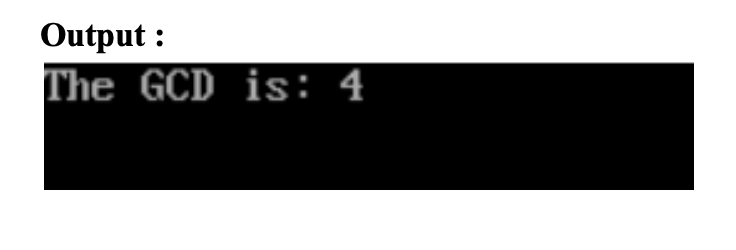 Output :
The GCD is: 4